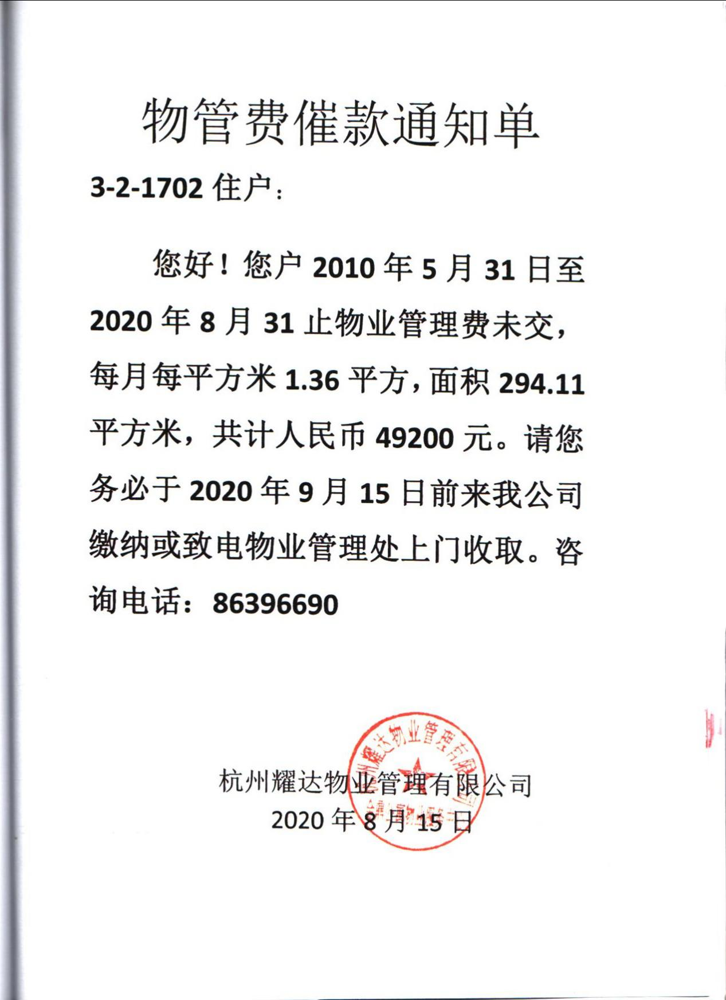 物管费催款通知单
3-2-1702 住户：
您好！您户 2010 年 5 月 31 日至
2020 年 8 月 31 止物业管理费未交，
每月每平方米 1.36 平方，面积 294.11
平方米，共计人民币 49200 元。请您
务必于 2020 年 9 月 15 日前来我公司
缴纳或致电物业管理处上门收取。咨
询电话：86396690
杭州耀达物业管理有限公司
杭州耀达物业管理有限公司
2020 年 8 月 15 日